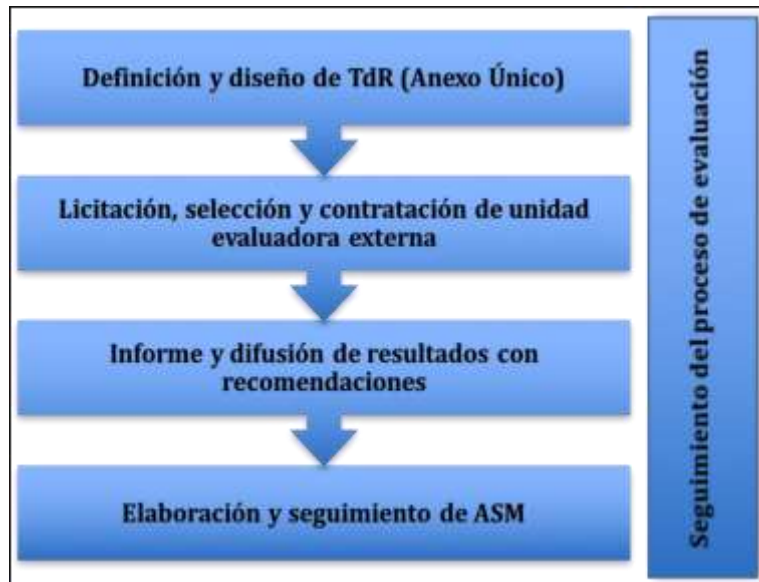 Definición y diseño de TdR (Anexo Único)
Licitación, selección y contratación de unidad
evaluadora externa
Informe y difusión de resultados con
recomendaciones
Elaboración y seguimiento de ASM
Seguimiento del proceso de evaluación